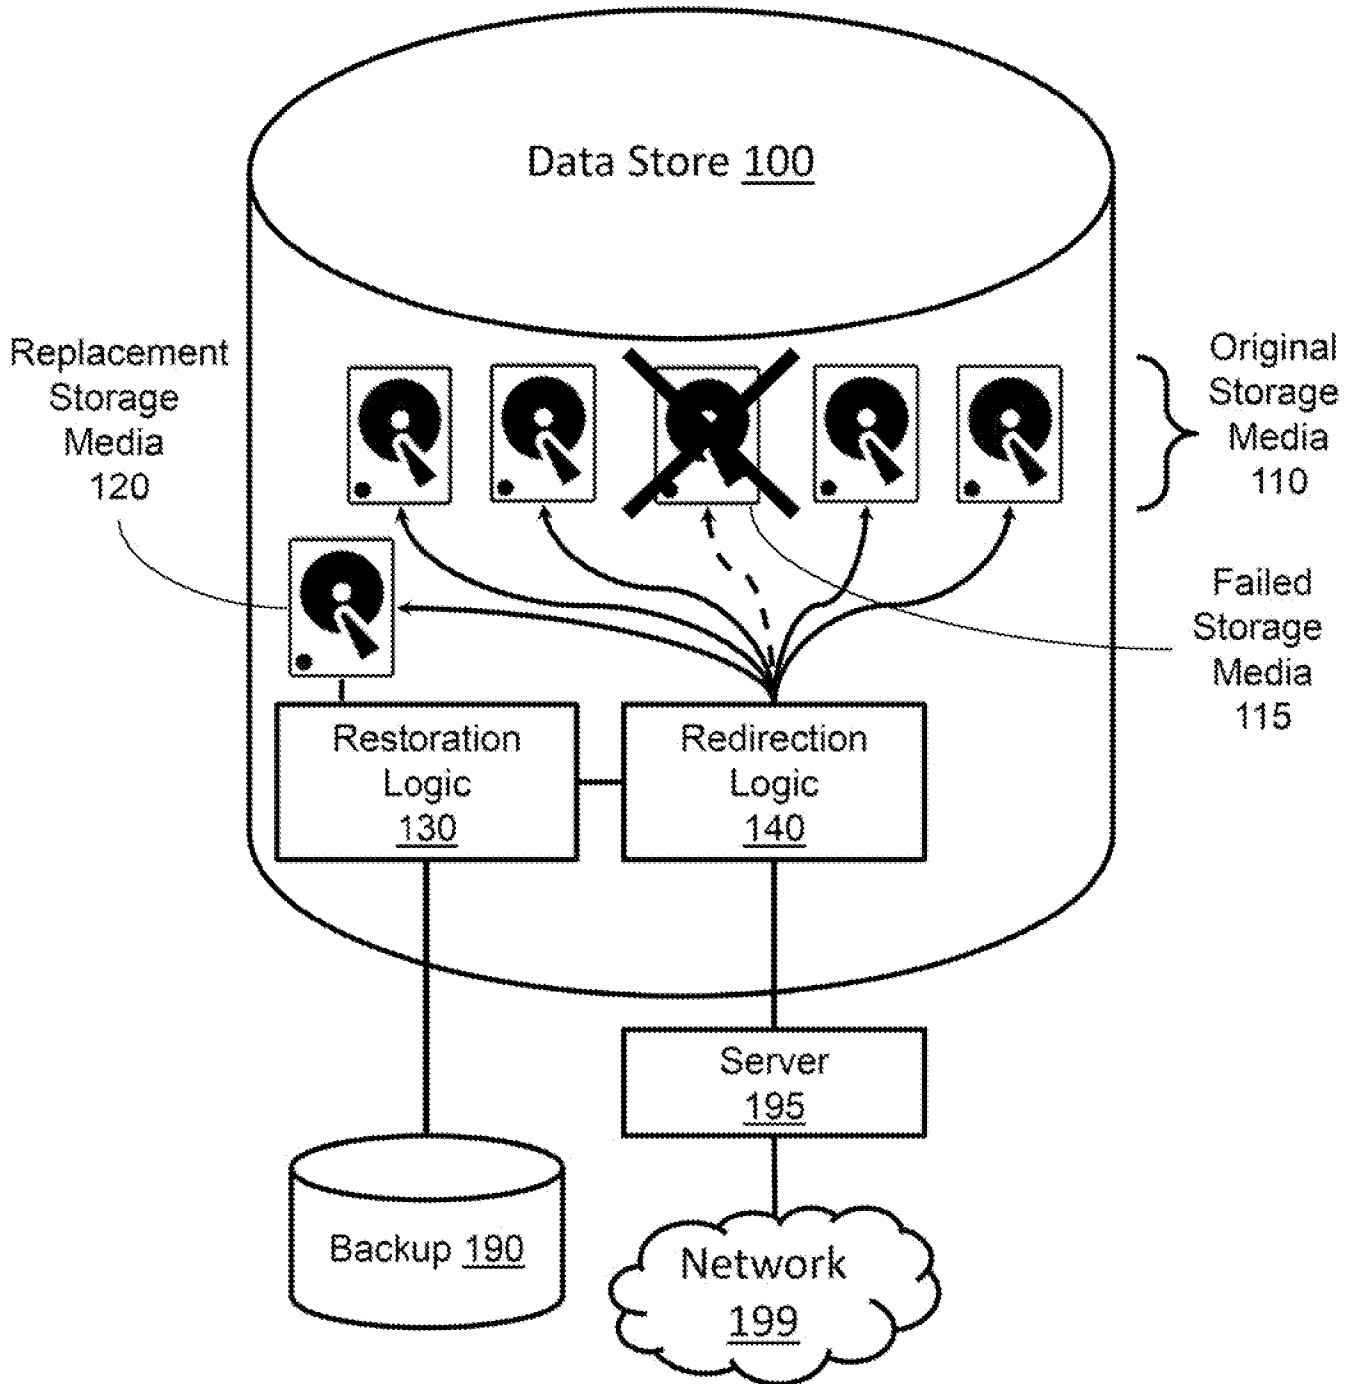 Data Store 100
Replacement
Storage
Media
120
Original
Storage
Media
110
Failed
Storage
Media
115
Restoration
Logic
130
Redirection
Logic
140
Server
195
Backup 190
Network
199